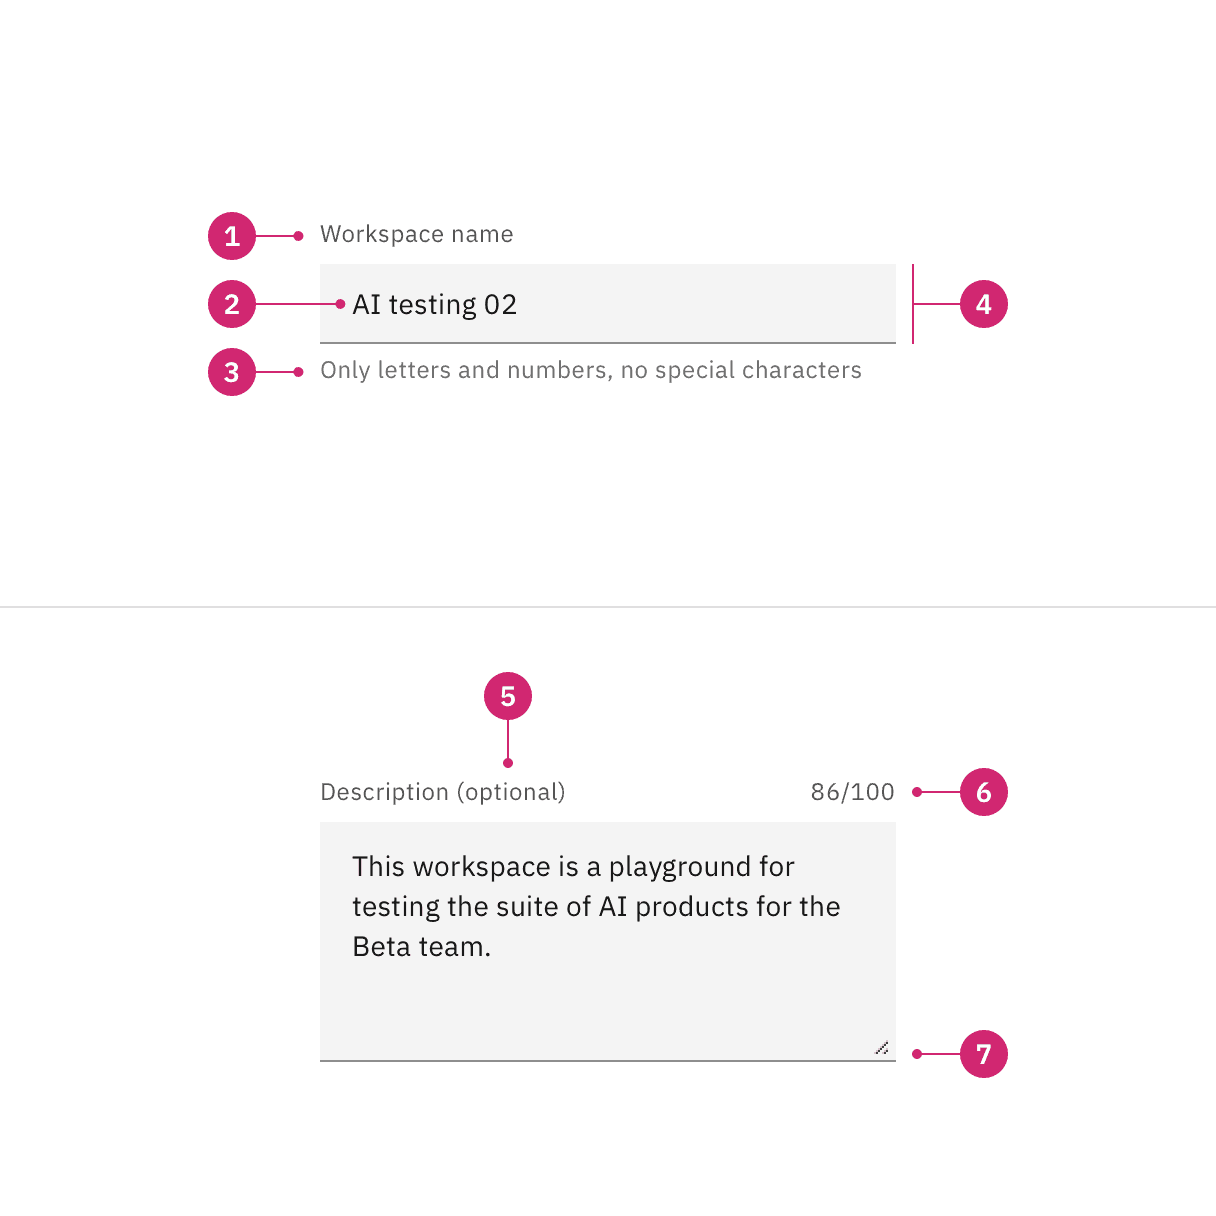 1 Workspace name
2 AI testing 02 4
3 Only letters and numbers, no special characters
5
Description (optional) 86/100 6
This workspace is a playground for
testing the suite of AI products for the
Beta team.
7